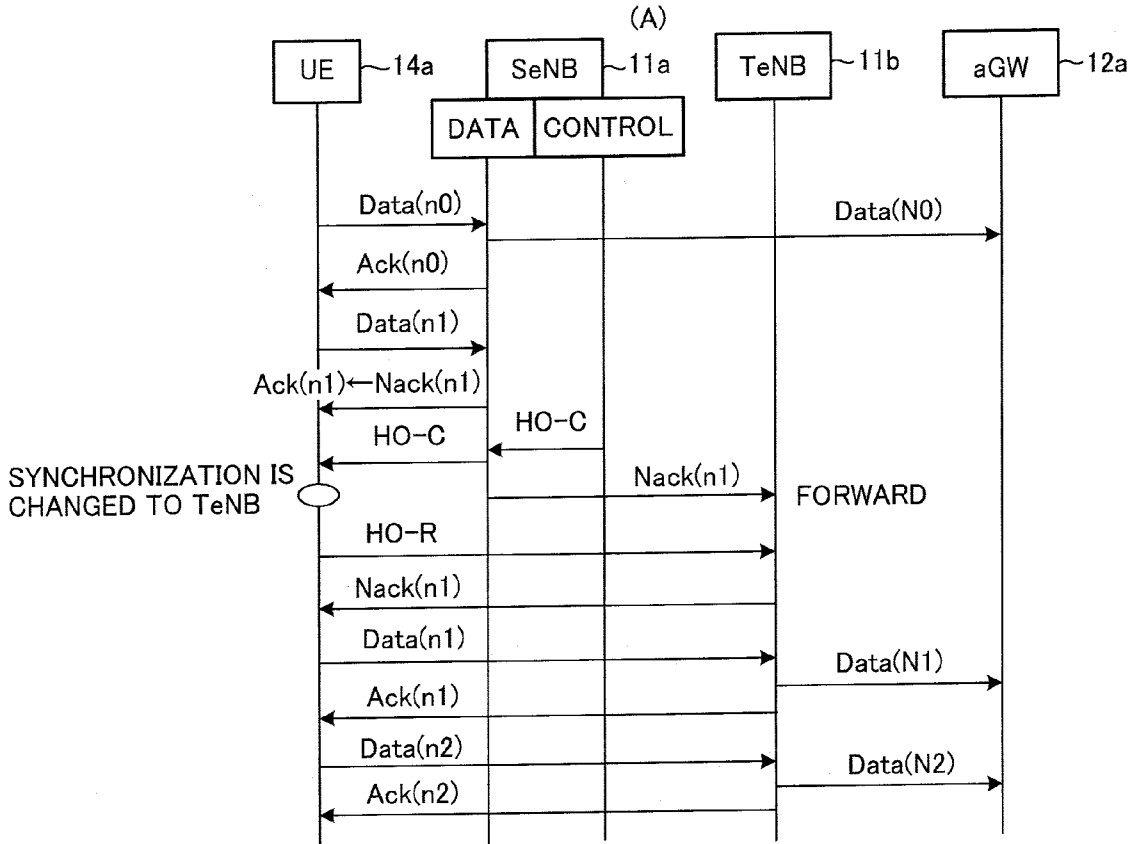 (A)
UE
14a
SeNB
11a
TeNB
11b
aGW
12a
DATA
CONTROL
Data(n0)
Data(N0)
Ack(n0)
Data(n1)
Ack(n1)←Nack(n1)
HO-C
HO-C
SYNCHRONIZATION IS
CHANGED TO TeNB
Nack(n1)
FORWARD
HO-R
Nack(n1)
Data(n1)
Data(N1)
Ack(n1)
Data(n2)
Data(N2)
Ack(n2)